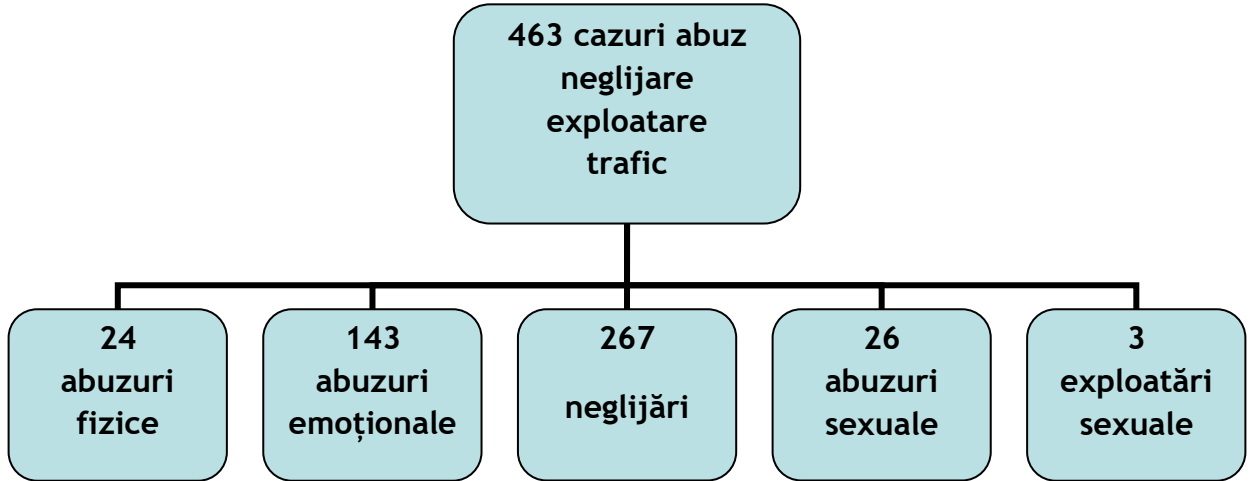 463 cazuri abuz
neglijare
exploatare
trafic
24
abuzuri
fizice
143
abuzuri
emoționale
267
neglijări
26
abuzuri
sexuale
3
exploatări
sexuale